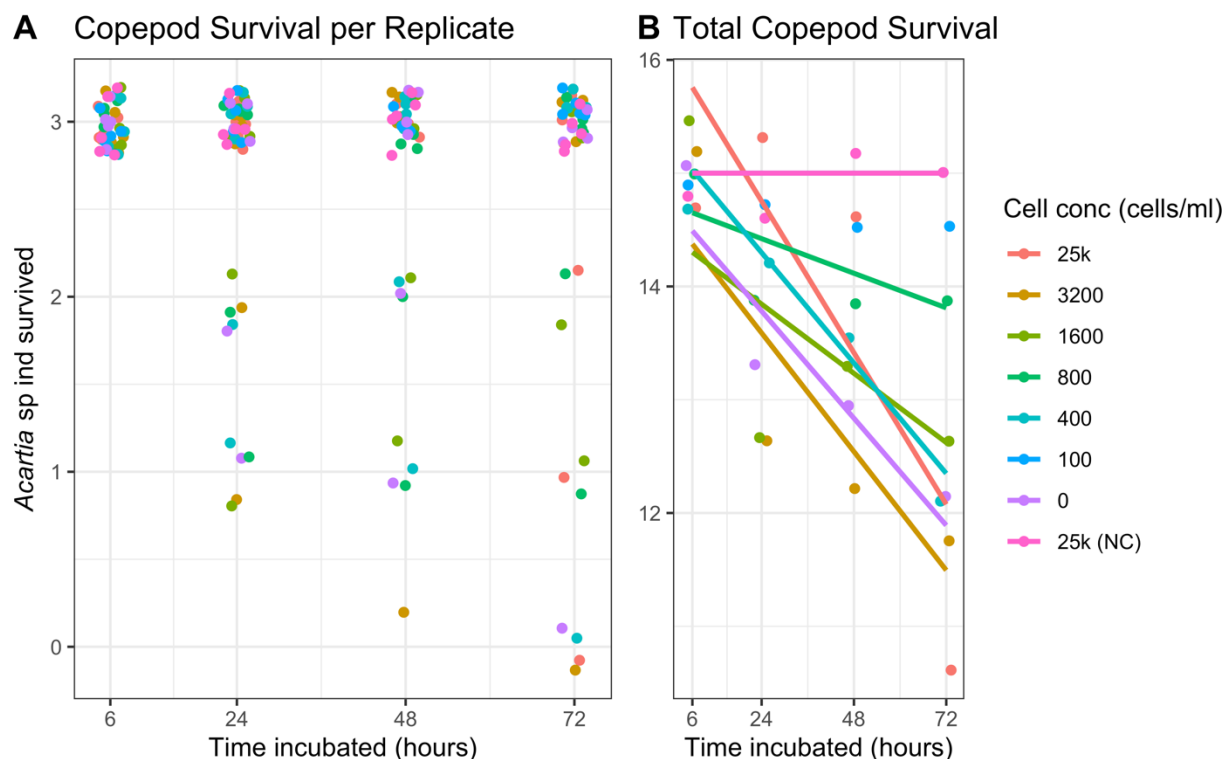 A Copepod Survival per Replicate
3
2
1
0
Acartia sp ind survived
6 24 48 72
Time incubated (hours)
B Total Copepod Survival
16
14
12
6 24 48 72
Time incubated (hours)
Cell conc (cells/ml)
25k
3200
1600
800
400
100
0
25k (NC)